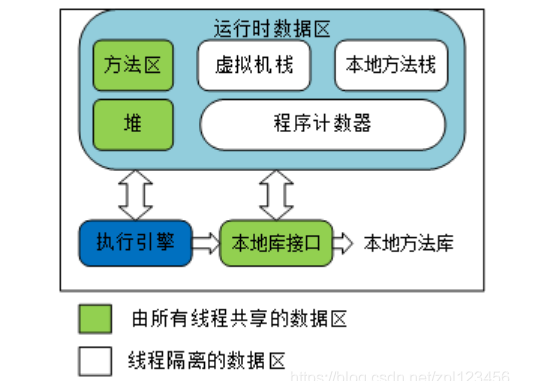 运行时数据区
方法区
虚拟机栈
本地方法栈
堆
程序计数器
执行引擎
本地库接口
本地方法库
由所有线程共享的数据区
线程隔离的数据区
https://blog.csdn.net/zpl123456